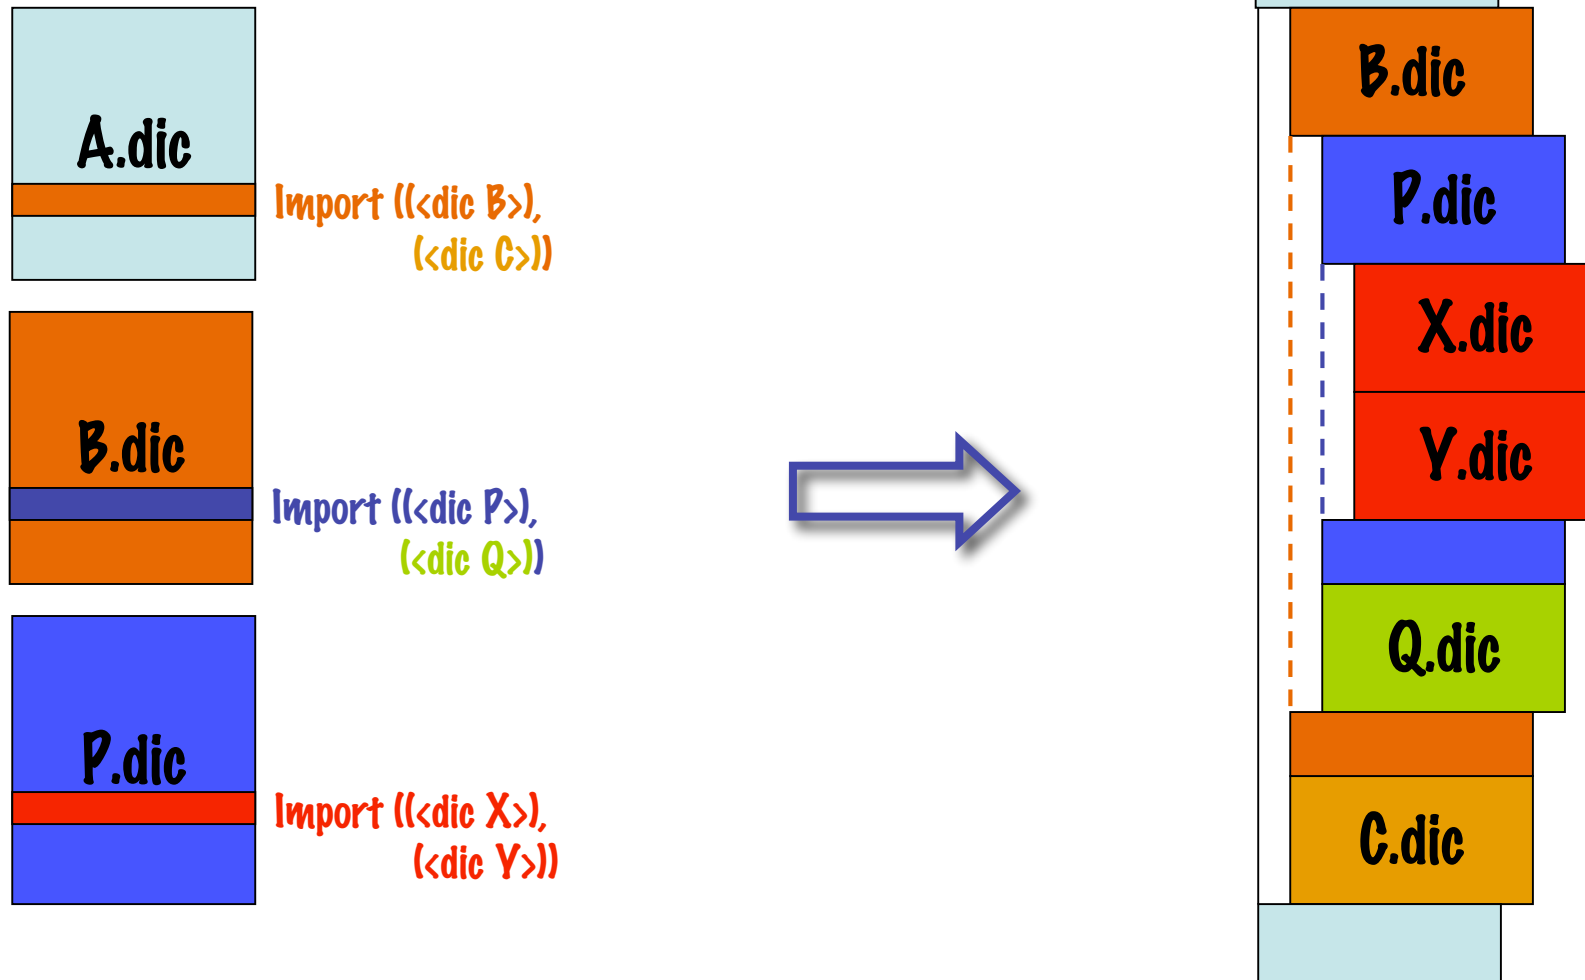 A.dic
Import ((<dic B>),
(<dic C>))
B.dic
Import ((<dic P>),
(<dic Q>))
P.dic
Import ((<dic X>),
(<dic Y>))
B.dic
P.dic
X.dic
Y.dic
Q.dic
C.dic